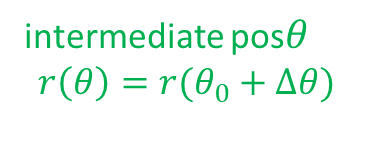 intermediate pos𝜃
𝑟(𝜃) = 𝑟(𝜃₀ + Δ𝜃)